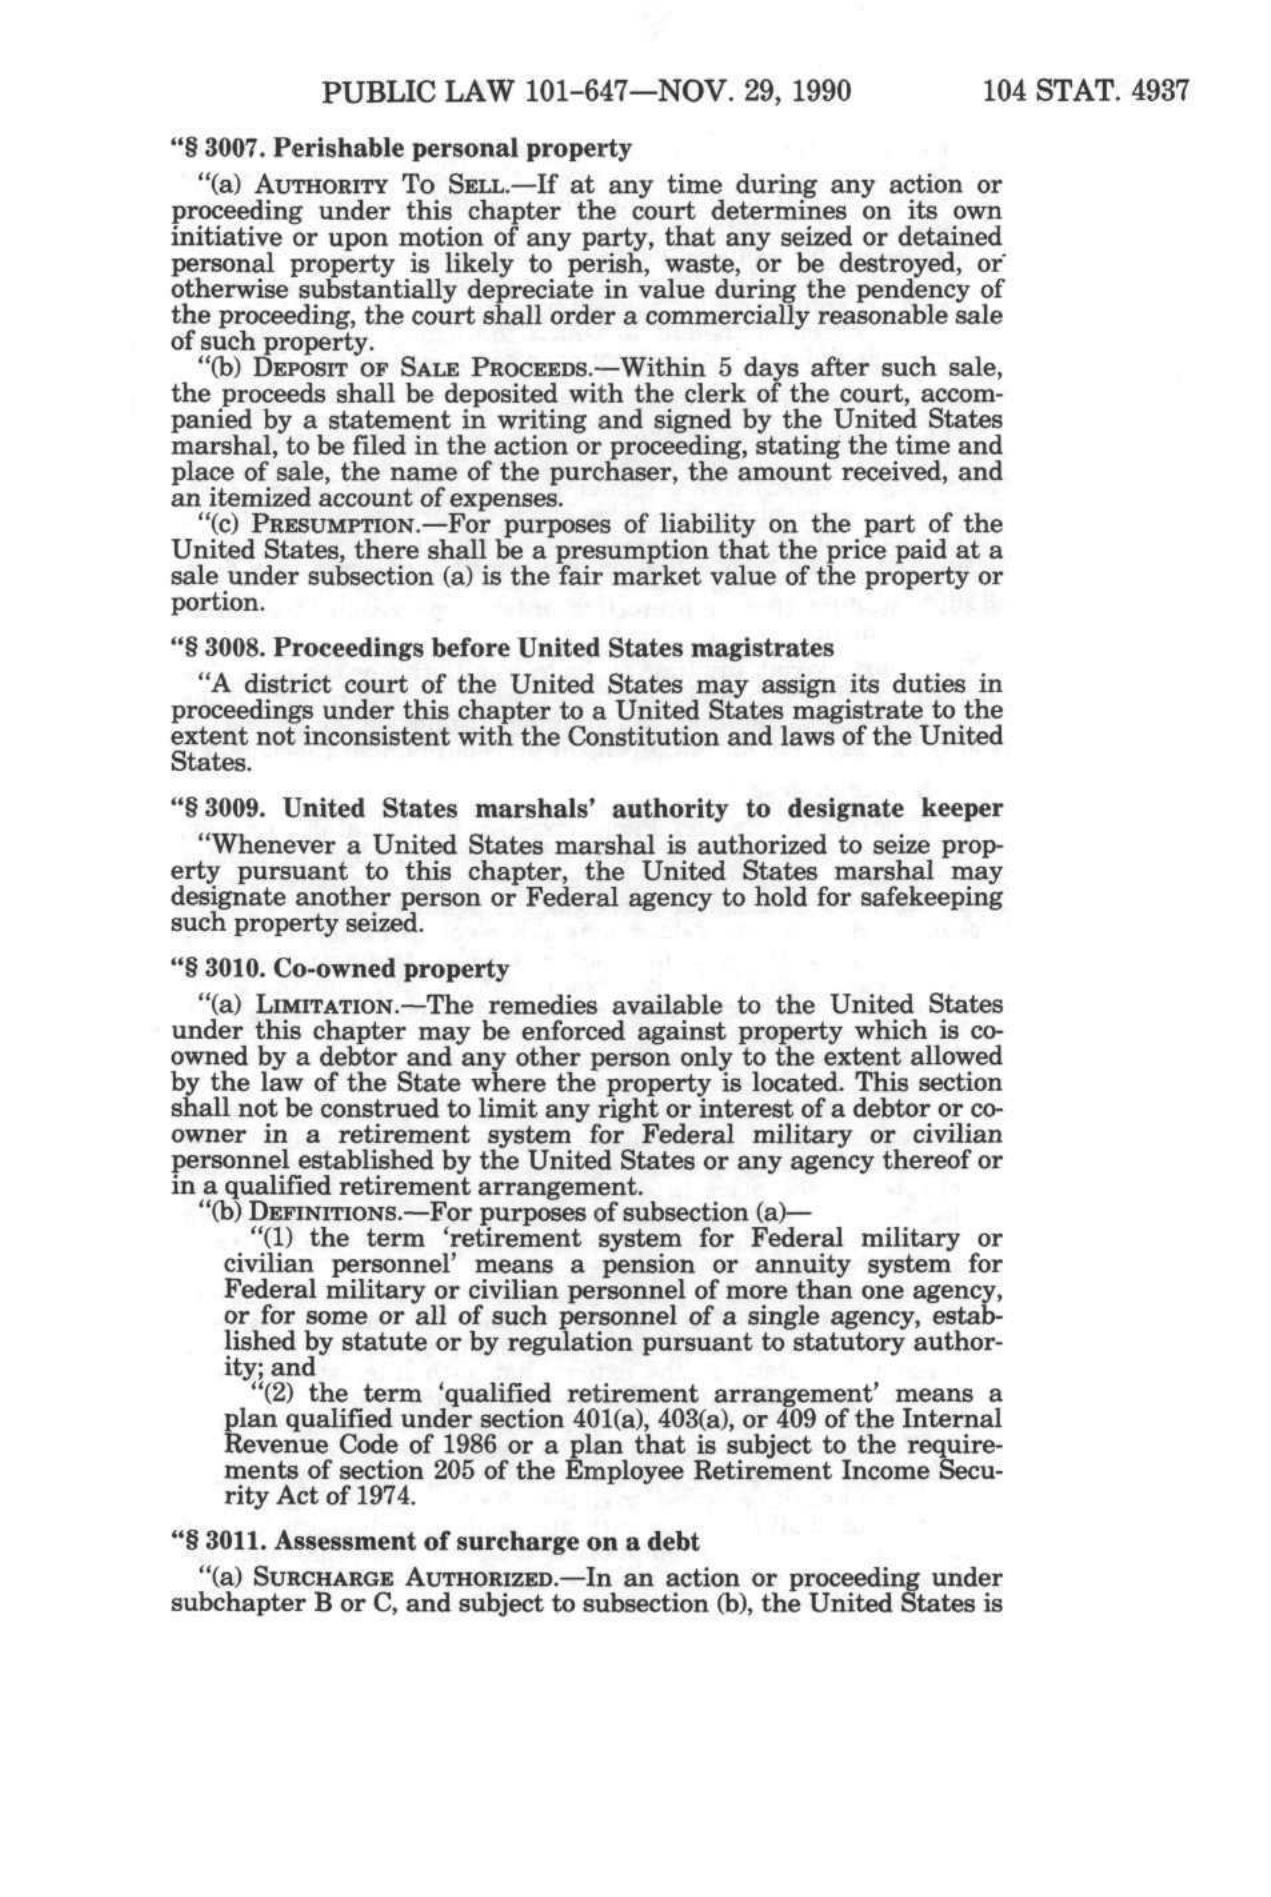 PUBLIC LAW 101-647—NOV. 29, 1990 104 STAT. 4937
“§ 3007. Perishable personal property
“(a) AUTHORITY TO SELL.—If at any time during any action or
proceeding under this chapter the court determines on its own
initiative or upon motion of any party, that any seized or detained
personal property is likely to perish, waste, or be destroyed, or
otherwise substantially depreciate in value during the pendency of
the proceeding, the court shall order a commercially reasonable sale
of such property.
“(b) DEPOSIT OF SALE PROCEEDS.—Within 5 days after such sale,
the proceeds shall be deposited with the clerk of the court, accom-
panied by a statement in writing and signed by the United States
marshal, to be filed in the action or proceeding, stating the time and
place of sale, the name of the purchaser, the amount received, and
an itemized account of expenses.
“(c) PRESUMPTION.—For purposes of liability on the part of the
United States, there shall be a presumption that the price paid at a
sale under subsection (a) is the fair market value of the property or
portion.
“§ 3008. Proceedings before United States magistrates
“A district court of the United States may assign its duties in
proceedings under this chapter to a United States magistrate to the
extent not inconsistent with the Constitution and laws of the United
States.
“§ 3009. United States marshals’ authority to designate keeper
“Whenever a United States marshal is authorized to seize prop-
erty pursuant to this chapter, the United States marshal may
designate another person or Federal agency to hold for safekeeping
such property seized.
“§ 3010. Co-owned property
“(a) LIMITATION.—The remedies available to the United States
under this chapter may be enforced against property which is co-
owned by a debtor and any other person only to the extent allowed
by the law of the State where the property is located. This section
shall not be construed to limit any right or interest of a debtor or co-
owner in a retirement system for Federal military or civilian
personnel established by the United States or any agency thereof or
in a qualified retirement arrangement.
“(b) DEFINITIONS.—For purposes of subsection (a)—
“(1) the term ‘retirement system for Federal military or
civilian personnel’ means a pension or annuity system for
Federal military or civilian personnel of more than one agency,
or for some or all of such personnel of a single agency, estab-
lished by statute or by regulation pursuant to statutory author-
ity; and
“(2) the term ‘qualified retirement arrangement’ means a
plan qualified under section 401(a), 403(a), or 409 of the Internal
Revenue Code of 1986 or a plan that is subject to the require-
ments of section 205 of the Employee Retirement Income Secu-
rity Act of 1974.
“§ 3011. Assessment of surcharge on a debt
“(a) SURCHARGE AUTHORIZED.—In an action or proceeding under
subchapter B or C, and subject to subsection (b), the United States is